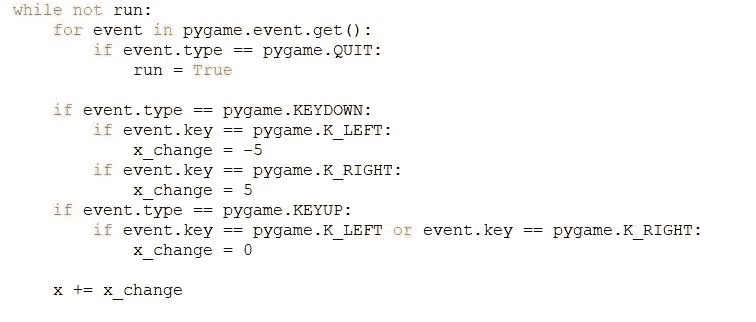 while not run:
    for event in pygame.event.get():
        if event.type == pygame.QUIT:
            run = True

    if event.type == pygame.KEYDOWN:
        if event.key == pygame.K_LEFT:
            x_change = -5
        if event.key == pygame.K_RIGHT:
            x_change = 5
    if event.type == pygame.KEYUP:
        if event.key == pygame.K_LEFT or event.key == pygame.K_RIGHT:
            x_change = 0

    x += x_change